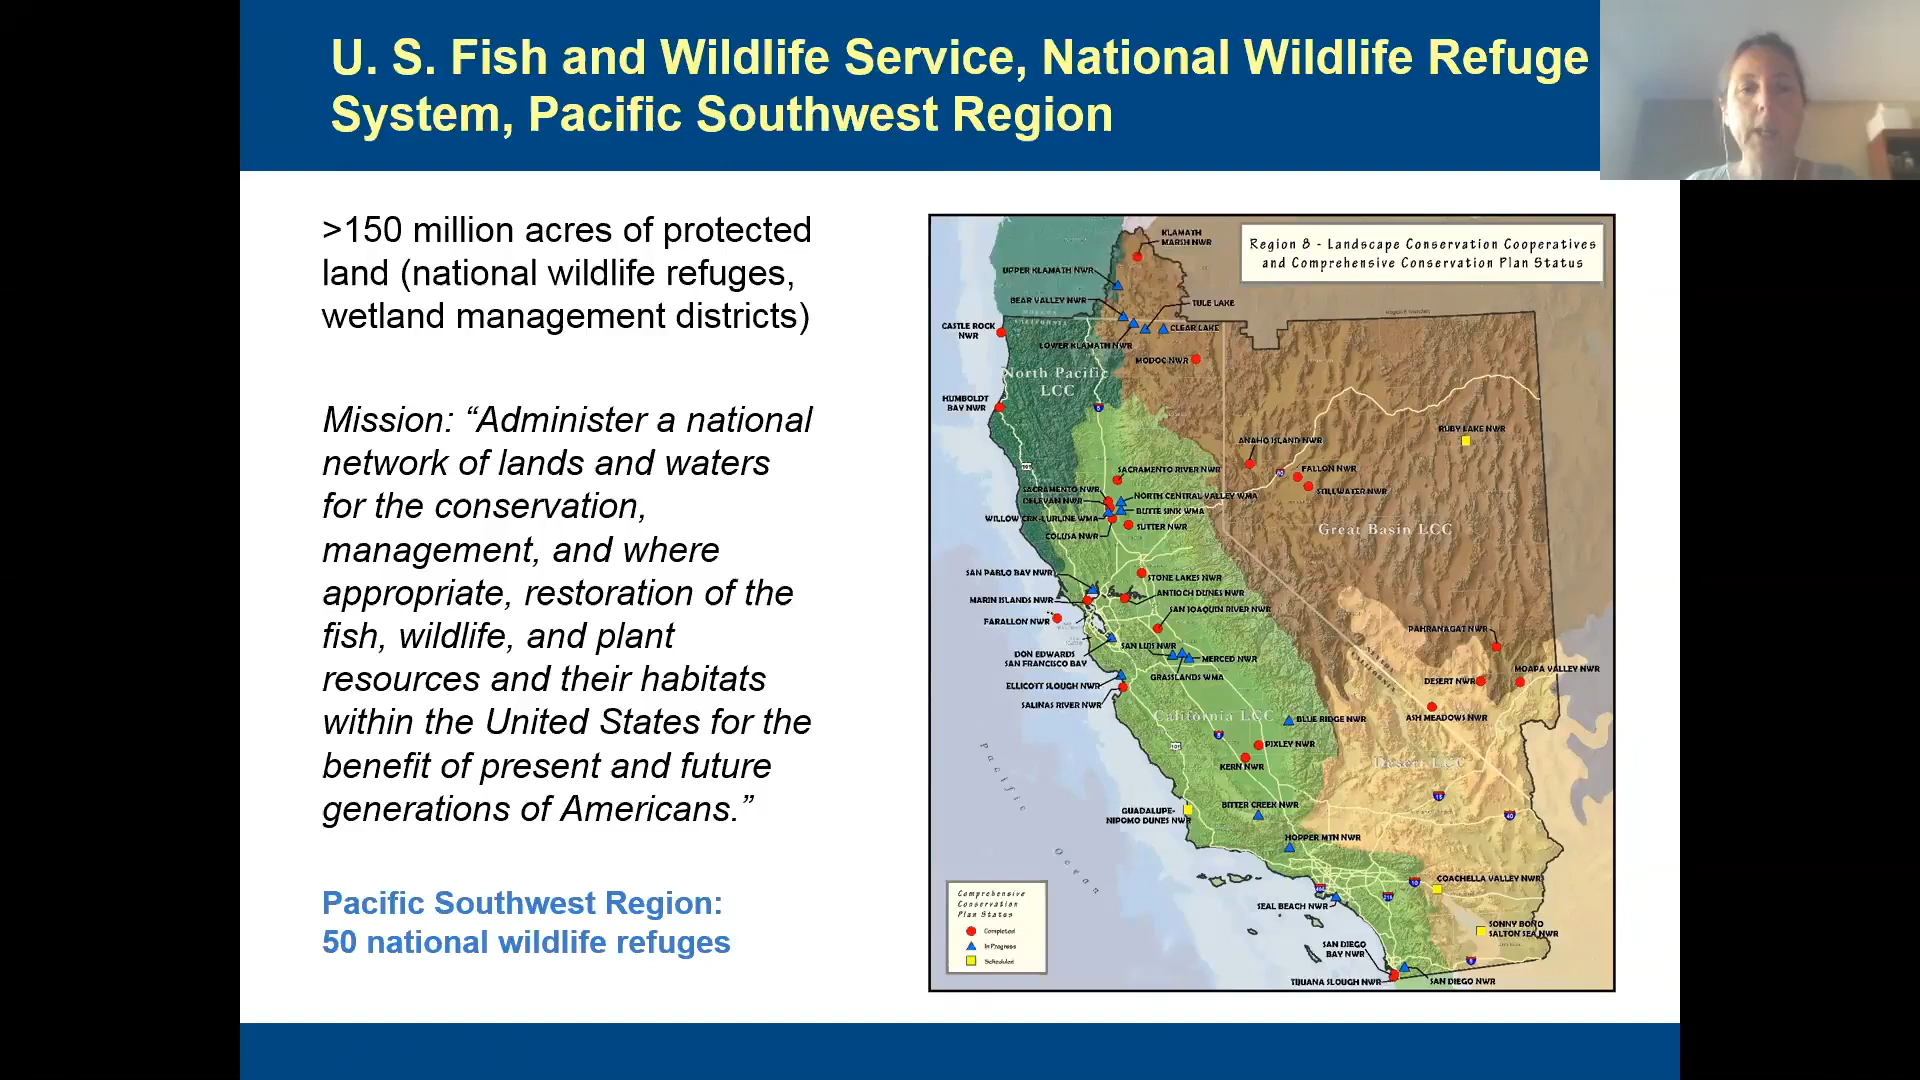 U. S. Fish and Wildlife Service, National Wildlife Refuge
System, Pacific Southwest Region
>150 million acres of protected
land (national wildlife refuges,
wetland management districts)
Mission: “Administer a national
network of lands and waters
for the conservation,
management, and where
appropriate, restoration of the
fish, wildlife, and plant
resources and their habitats
within the United States for the
benefit of present and future
generations of Americans.”
Pacific Southwest Region:
50 national wildlife refuges
Region 8 - Landscape Conservation Cooperatives
and Comprehensive Conservation Plan Status
KLAMATH
MARSH NWR
UPPER KLAMATH NWR
BEAR VALLEY NWR
TULE LAKE
CASTLE ROCK
NWR
CLEAR LAKE
LOWER KLAMATH NWR
MODOC NWR
North Pacific
LCC
HUMBOLDT
BAY NWR
RUBY LAKE NWR
ANAHO ISLAND NWR
SACRAMENTO RIVER NWR
FALLON NWR
SACRAMENTO NWR
STILLWATER NWR
DELEVAN NWR
NORTH CENTRAL VALLEY WMA
BUTTE SINK WMA
WILLOW CRK-LURLINE WMA
SUTTER NWR
COLUSA NWR
Great Basin LCC
SAN PABLO BAY NWR
STONE LAKES NWR
ANTIOCH DUNES NWR
MARIN ISLANDS NWR
SAN JOAQUIN RIVER NWR
FARALLON NWR
PAHRANAGAT NWR
SAN LUIS NWR
DON EDWARDS
SAN FRANCISCO BAY
MERCED NWR
MOAPA VALLEY NWR
GRASSLANDS WMA
DESERT NWR
ELLICOTT SLOUGH NWR
SALINAS RIVER NWR
California LCC
BLUE RIDGE NWR
ASH MEADOWS NWR
PIXLEY NWR
KERN NWR
Desert LCC
Pacific
Ocean
BITTER CREEK NWR
GUADALUPE-
NIPOMO DUNES NWR
HOPPER MTN NWR
COACHELLA VALLEY NWR
SEAL BEACH NWR
SONNY BONO
SALTON SEA NWR
SAN DIEGO
BAY NWR
TIJUANA SLOUGH NWR
SAN DIEGO NWR
Comprehensive
Conservation
Plan Status
Completed
In Progress
Scheduled